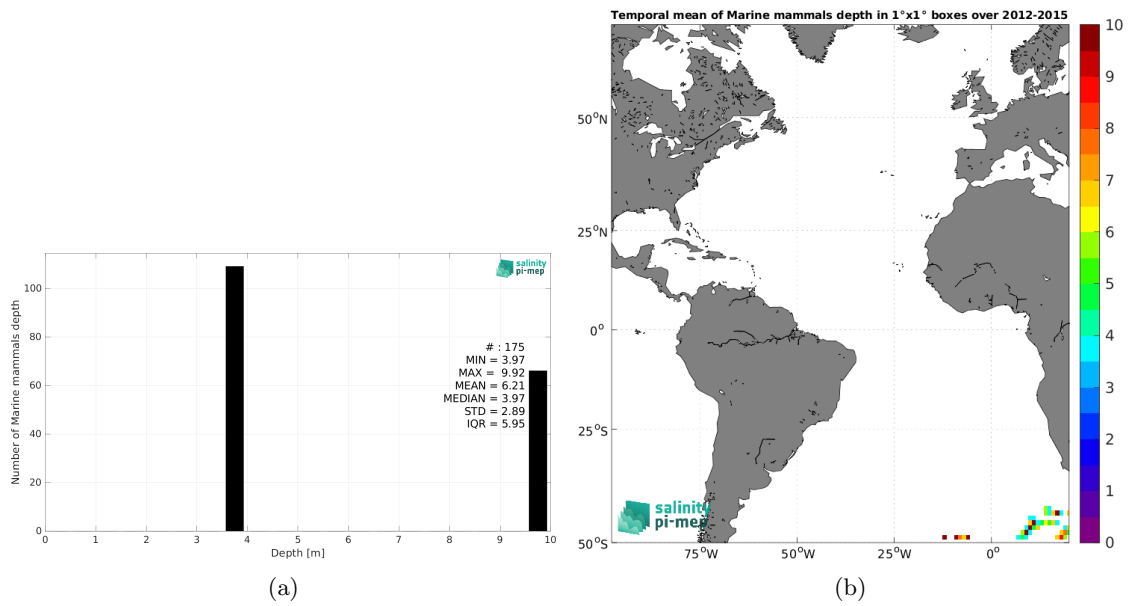 salinity
pi-mep
# : 175
MIN = 3.97
MAX = 9.92
MEAN = 6.21
MEDIAN = 3.97
STD = 2.89
IQR = 5.95
Number of Marine mammals depth
100
80
60
40
20
0
0 1 2 3 4 5 6 7 8 9 10
Depth [m]
(a)
Temporal mean of Marine mammals depth in 1°x1° boxes over 2012-2015
50°N
25°N
0°
25°S
50°S
75°W 50°W 25°W 0°
salinity
pi-mep
10
9
8
7
6
5
4
3
2
1
0
(b)